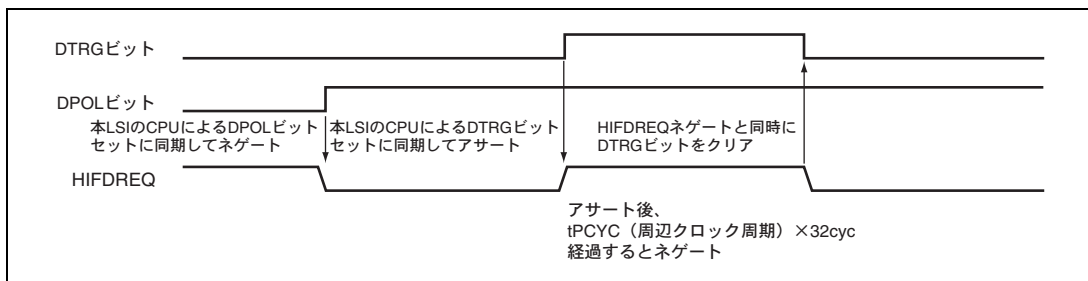 DTRGビット
DPOLビット
本LSIのCPUによるDPOLビット
セットに同期してネゲート
本LSIのCPUによるDTRGビット
セットに同期してアサート
HIFDREQネゲートと同時に
DTRGビットをクリア
HIFDREQ
アサート後、
tPCYC（周辺クロック周期）×32cyc
経過するとネゲート